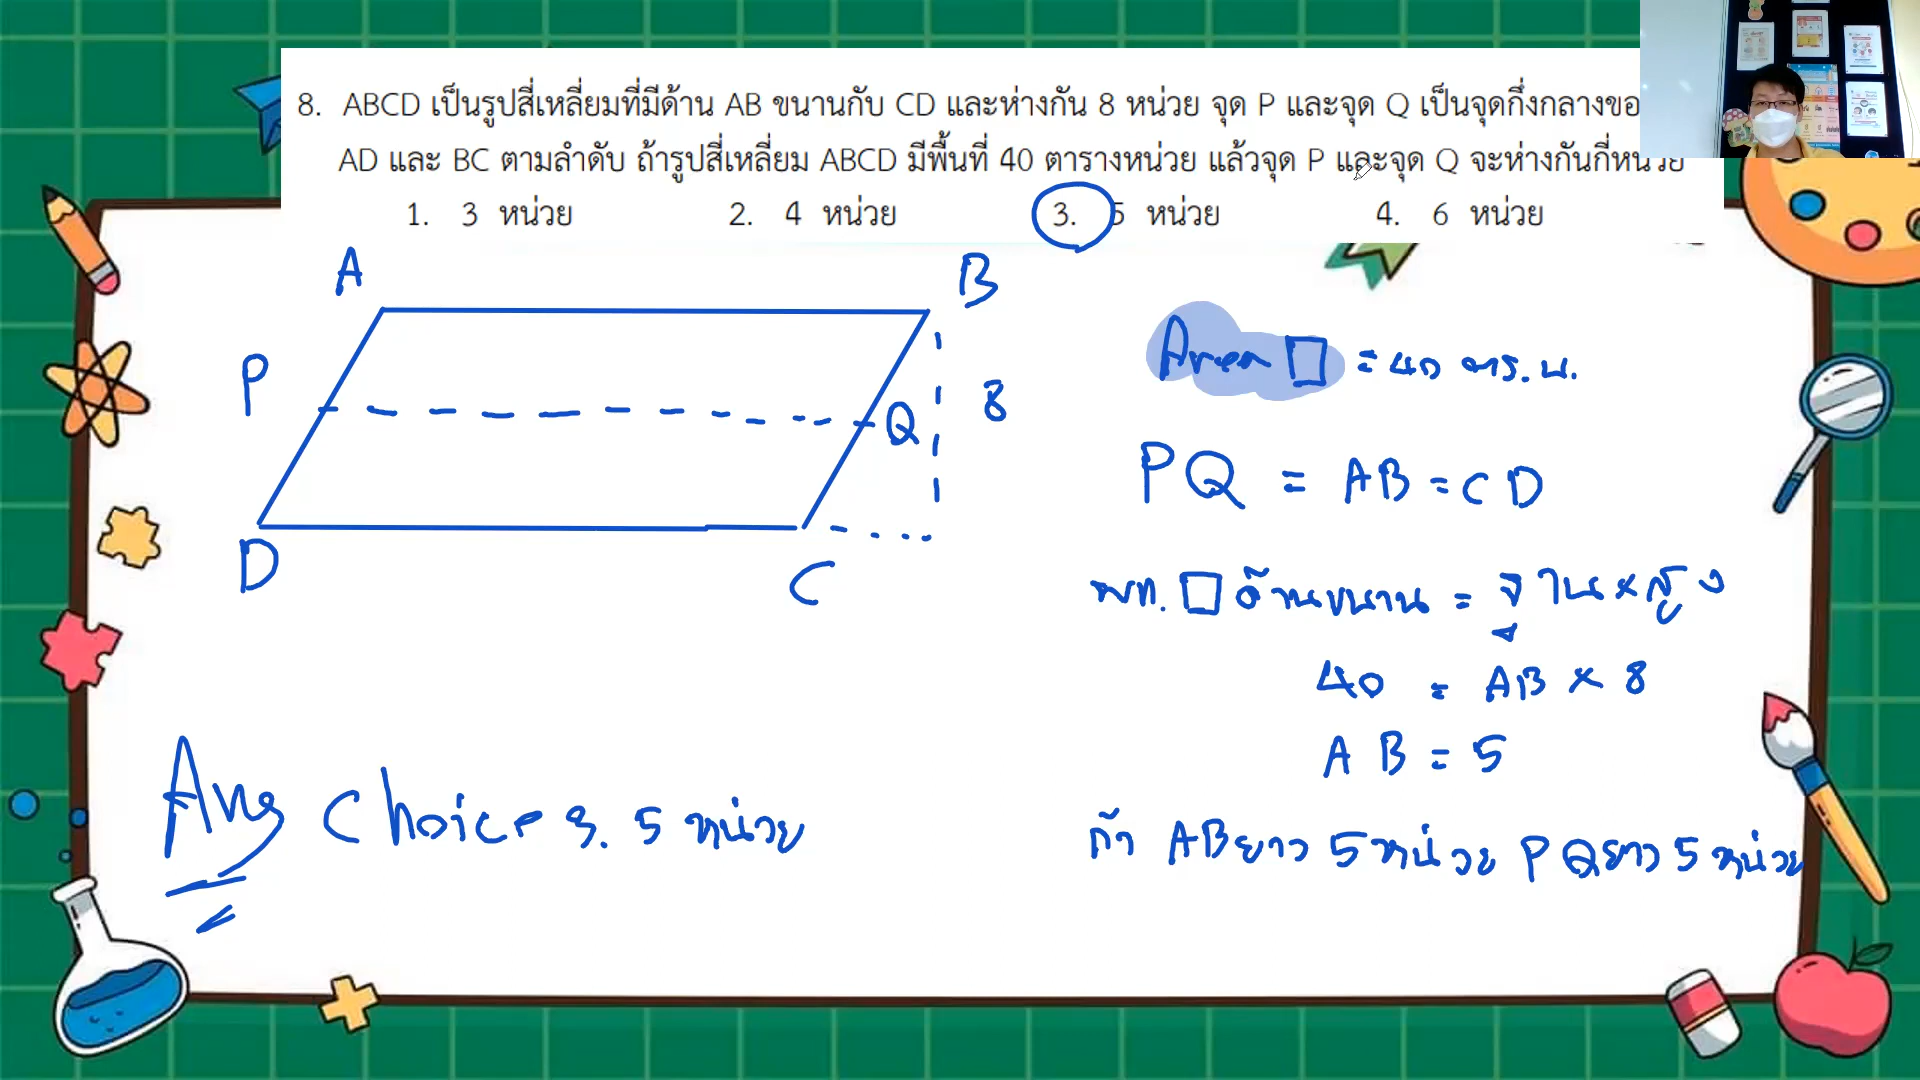 8. ABCD เป็นรูปสี่เหลี่ยมที่มีด้าน AB ขนานกับ CD และห่างกัน 8 หน่วย จุด P และจุด Q เป็นจุดกึ่งกลางขอ
AD และ BC ตามลำดับ ถ้ารูปสี่เหลี่ยม ABCD มีพื้นที่ 40 ตารางหน่วย แล้วจุด P และจุด Q จะห่างกันกี่หน่วย
1. 3 หน่วย 2. 4 หน่วย 3. 5 หน่วย 4. 6 หน่วย
A B
P Q 8
D C
Area □ = 40 ตร.น.
PQ = AB = CD
พท. □ ด้านขนาน = ฐาน × สูง
40 = AB × 8
AB = 5
ถ้า AB ยาว 5 หน่วย PQ ยาว 5 หน่วย
Ans Choice 3. 5 หน่วย